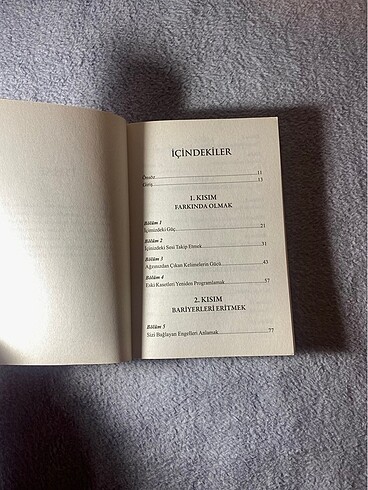 İÇİNDEKİLER
Önsöz 11
Giriş 13
1. KISIM
FARKINDA OLMAK
Bölüm 1
İçimizdeki Güç 21
Bölüm 2
İçinizdeki Sesi Takip Etmek 31
Bölüm 3
Ağzınızdan Çıkan Kelimelerin Gücü 43
Bölüm 4
Eski Kasetleri Yeniden Programlamak 57
2. KISIM
BARİYERLERİ ERİTMEK
Bölüm 5
Sizi Bağlayan Engelleri Anlamak 77